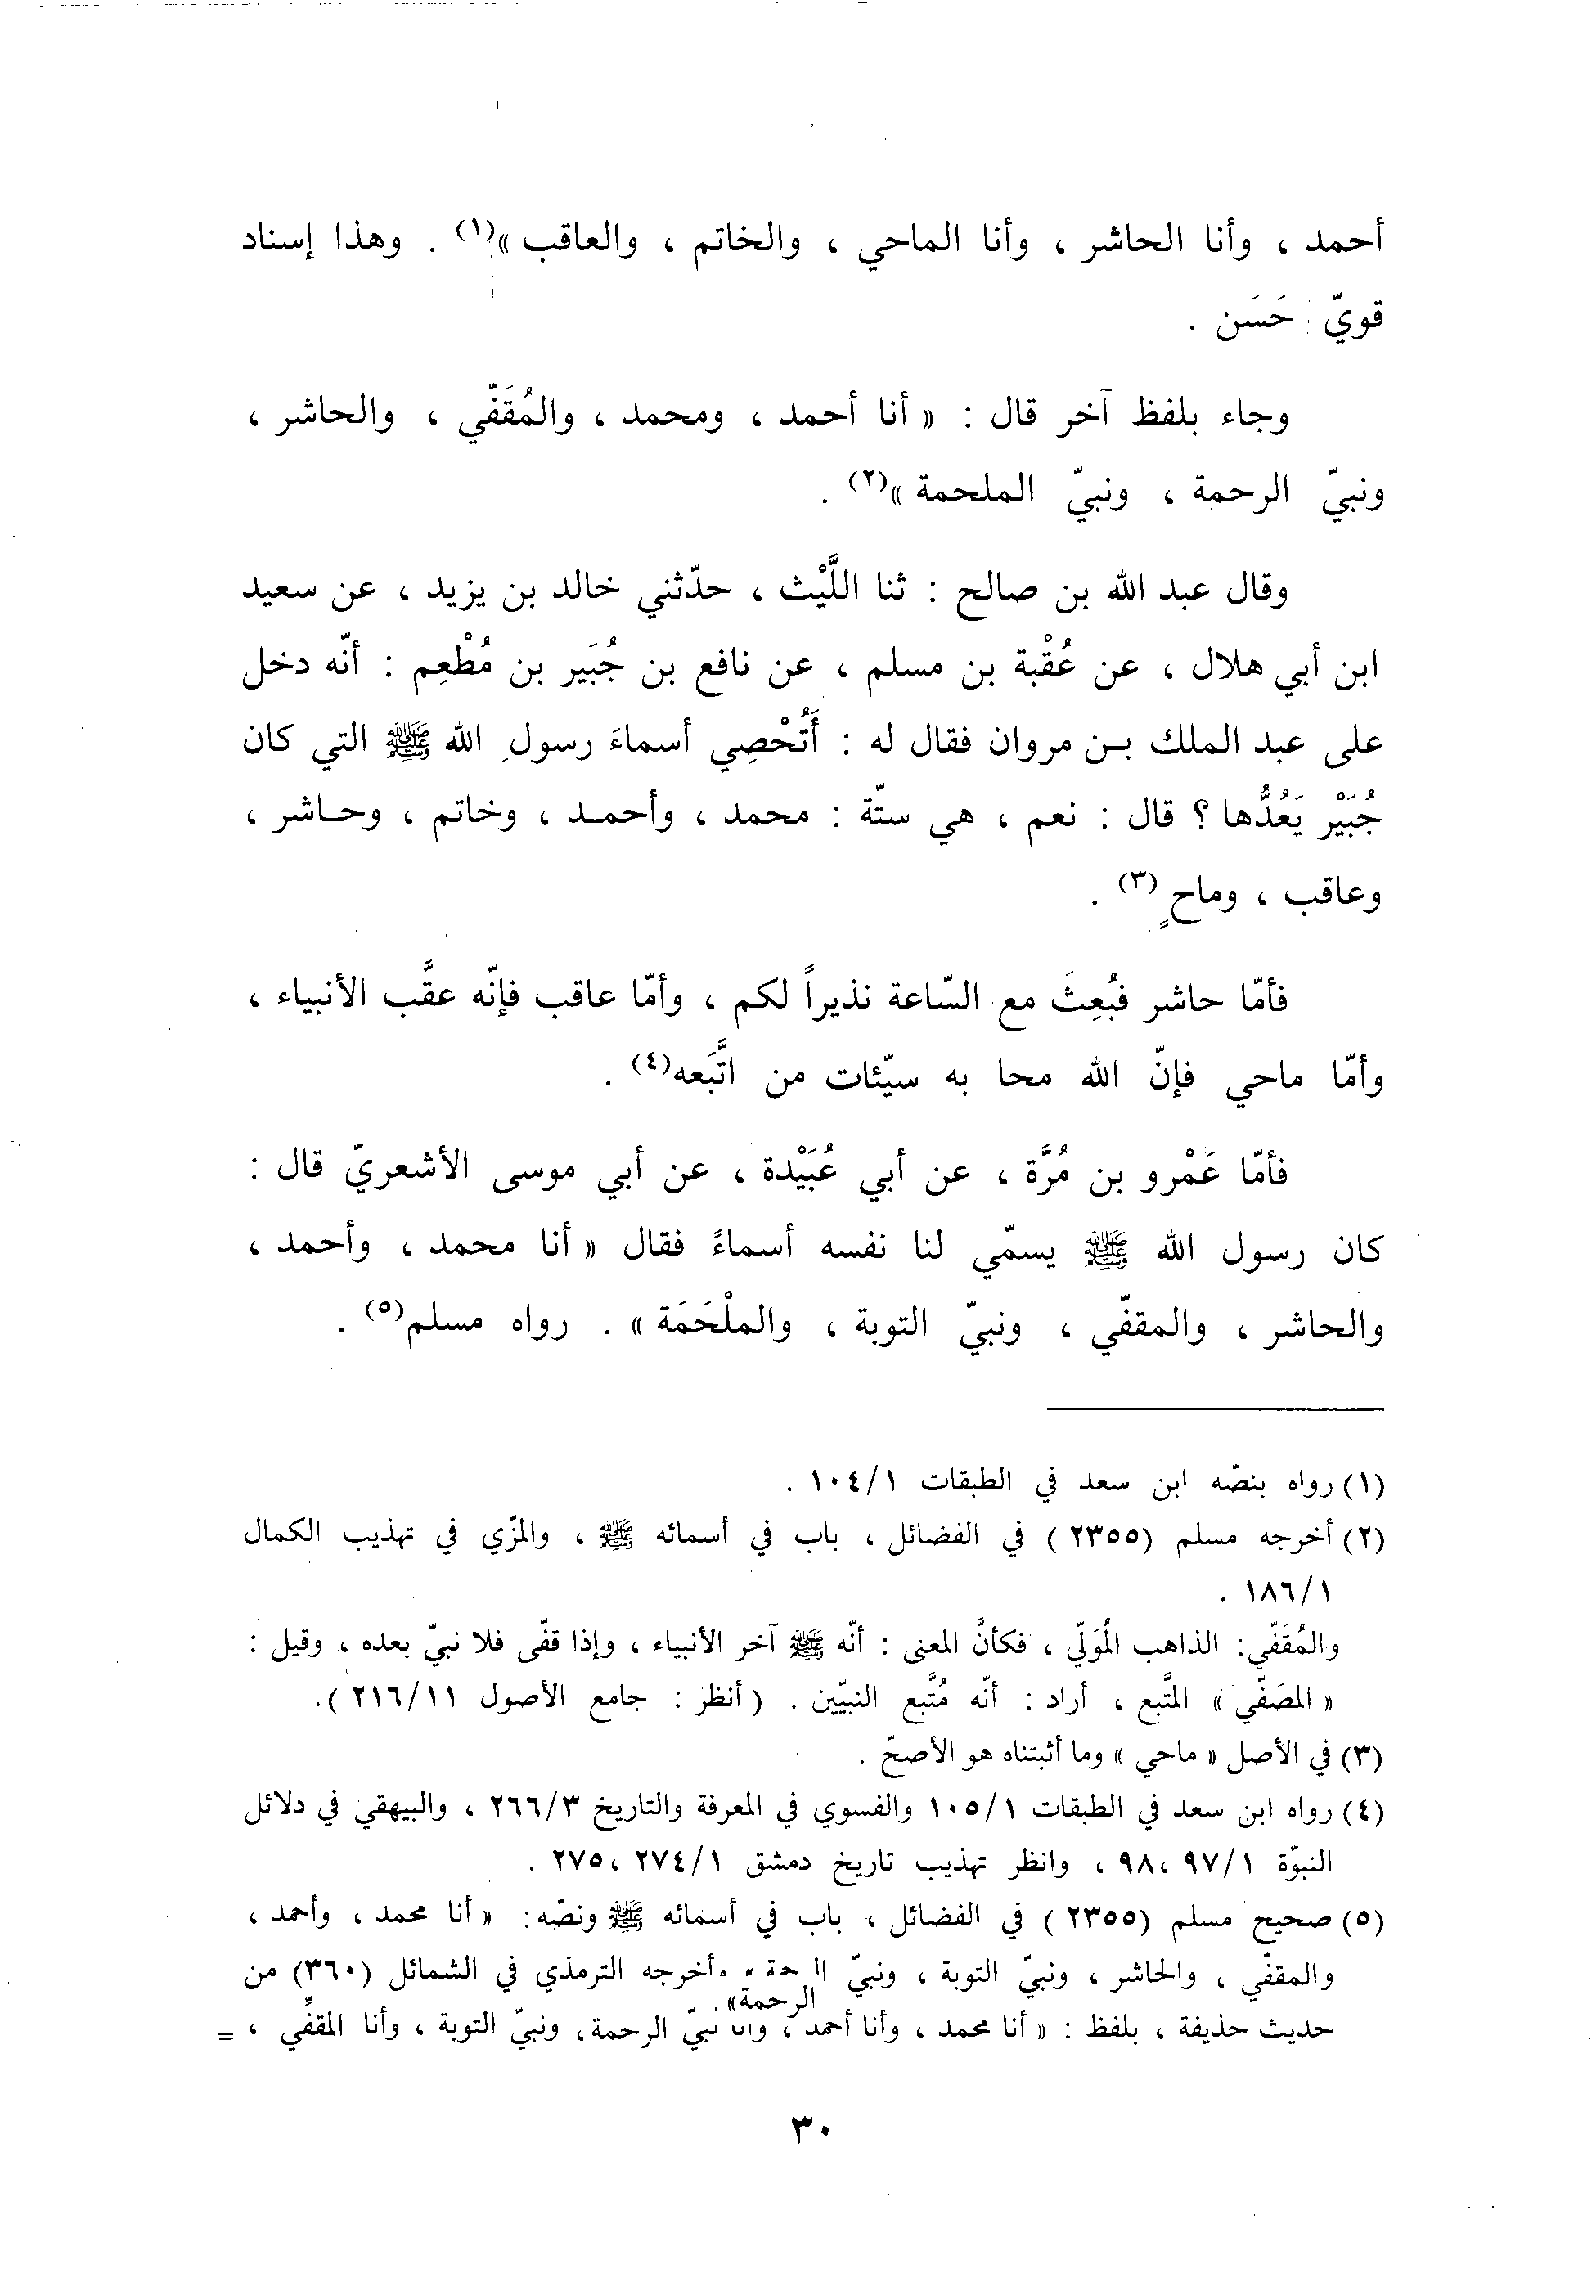 أحمد ، وأنا الحاشر ، وأنا الماحي ، والخاتم ، والعاقب »(١) . وهذا إسناد
قويّ حَسَن .
وجاء بلفظ آخر قال : « أنا أحمد ، ومحمد ، والمُقَفّي ، والحاشر ،
ونبيّ الرحمة ، ونبيّ الملحمة »(٢) .
وقال عبد الله بن صالح : ثنا اللَّيْث ، حدّثني خالد بن يزيد ، عن سعيد
ابن أبي هلال ، عن عُقْبة بن مسلم ، عن نافع بن جُبَير بن مُطْعِم : أنّه دخل
على عبد الملك بـن مروان فقال له : أَتُحْصِي أسماءَ رسولِ الله ﷺ التي كان
جُبَيْر يَعُدُّها ؟ قال : نعم ، هي ستّة : محمد ، وأحمـد ، وخاتم ، وحـاشر ،
وعاقب ، وماحٍ (٣) .
فأمّا حاشر فبُعِثَ مع السّاعة نذيراً لكم ، وأمّا عاقب فإنّه عقَّب الأنبياء ،
وأمّا ماحي فإنّ الله محا به سيّئات من اتَّبَعه(٤) .
فأمّا عَمْرو بن مُرَّة ، عن أبي عُبَيْدة ، عن أبي موسى الأشعريّ قال :
كان رسول الله ﷺ يسمّي لنا نفسه أسماءً فقال « أنا محمد ، وأحمد ،
والحاشر ، والمقفّي ، ونبيّ التوبة ، والملْحَمَة » . رواه مسلم(٥) .
(١) رواه بنصّه ابن سعد في الطبقات ١٠٤/١ .
(٢) أخرجه مسلم (٢٣٥٥ ) في الفضائل ، باب في أسمائه ﷺ ، والمزّي في تهذيب الكمال
١٨٦/١ .
والمُقَفّي: الذاهب المُوَلّي ، فكأنَّ المعنى : أنّه ﷺ آخر الأنبياء ، وإذا قفّى فلا نبيّ بعده ، وقيل :
« المصَفّي » المتَّبع ، أراد : أنّه مُتَّبع النبيّين . ( أنظر : جامع الأصول ٢١٦/١١ ).
(٣) في الأصل « ماحي » وما أثبتناه هو الأصحّ .
(٤) رواه ابن سعد في الطبقات ١٠٥/١ والفسوي في المعرفة والتاريخ ٢٦٦/٣ ، والبيهقي في دلائل
النبوّة ٩٧/١ ،٩٨ ، وانظر تهذيب تاريخ دمشق ٢٧٤/١ ،٢٧٥ .
(٥) صحيح مسلم (٢٣٥٥ ) في الفضائل ، باب في أسمائه ﷺ ونصّه: « أنا محمد ، وأحمد ،
والمقفّي ، والحاشر ، ونبيّ التوبة ، ونبيّ الرحمة». وأخرجه الترمذي في الشمائل (٣٦٠) من
حديث حذيفة ، بلفظ : « أنا محمد ، وأنا أحمد ، وأنا نبيّ الرحمة، ونبيّ التوبة ، وأنا المقفِّي ، =
٣٠